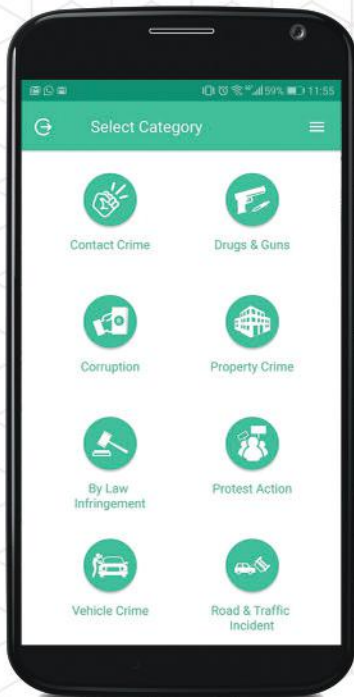 59% 11:55
Select Category
Contact Crime
Drugs & Guns
Corruption
Property Crime
By Law
Infringement
Protest Action
Vehicle Crime
Road & Traffic
Incident